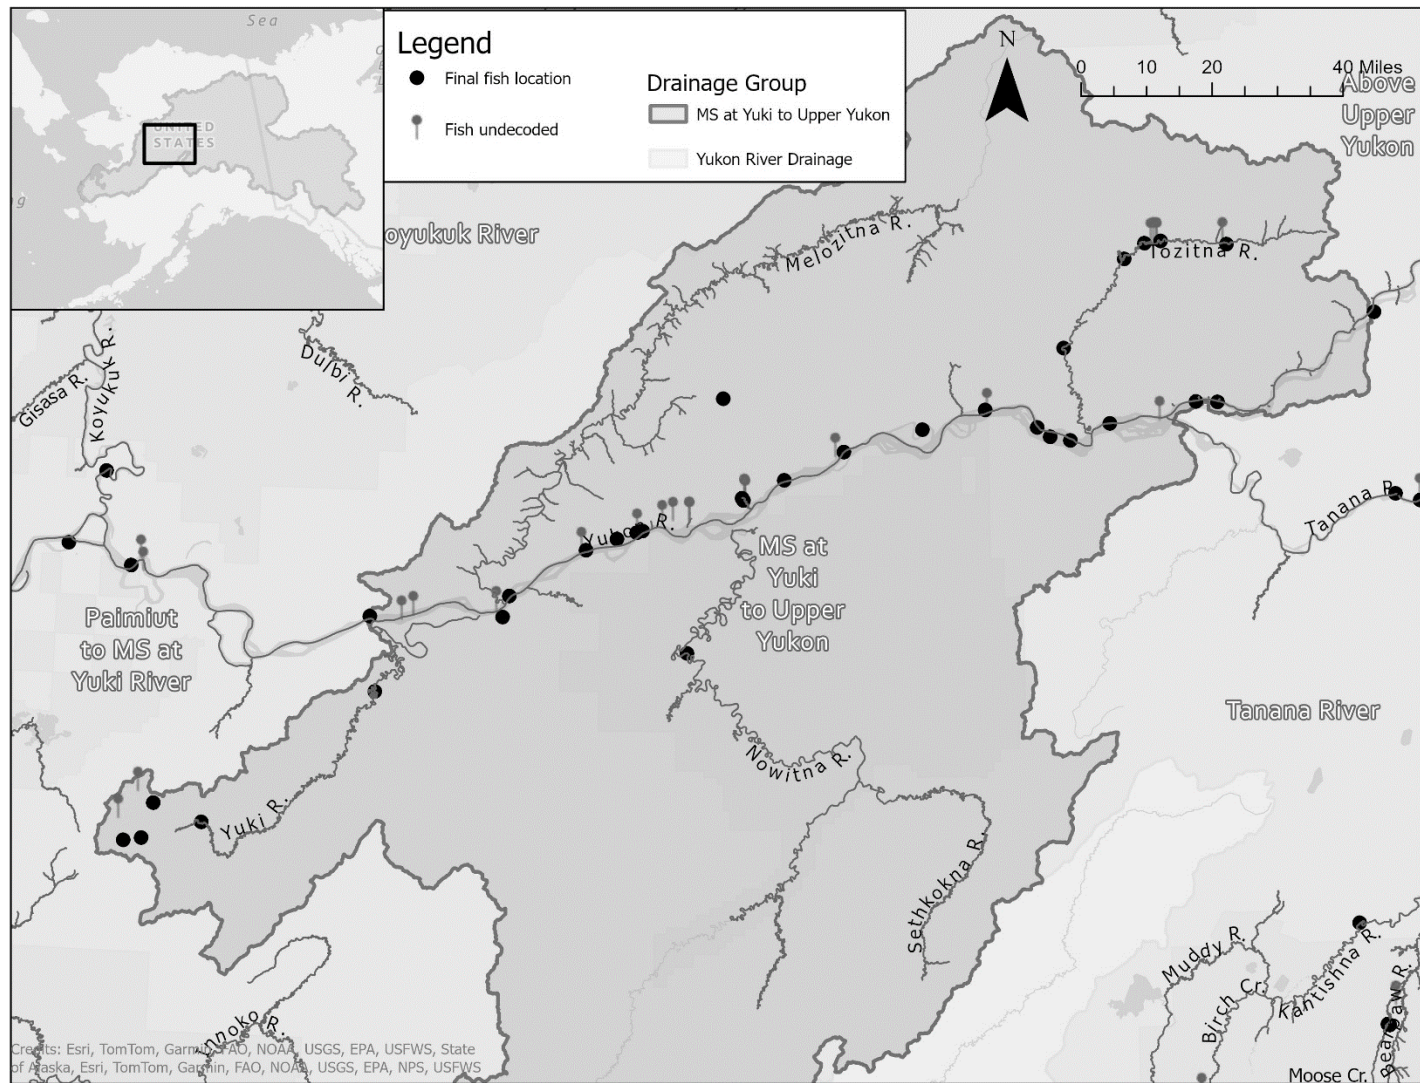 Sea
UNITED
STATES
Legend
Final fish location
Fish undecoded
Drainage Group
MS at Yuki to Upper Yukon
Yukon River Drainage
N
0 10 20 40 Miles
Above
Upper
Yukon
oyukuk River
Melozitna R.
Tozitna R.
Gisasa R.
Koyukuk R.
Dulbi R.
Yukon R.
Tanana R.
MS at
Yuki
to Upper
Yukon
Paimiut
to MS at
Yuki River
Tanana River
Nowitna R.
Yuki R.
Sethkokna R.
Muddy R.
Birch Cr.
Kantishna R.
Bear Paw R.
Moose Cr.
Innoko R.
Credits: Esri, TomTom, Garmin, FAO, NOAA, USGS, EPA, USFWS, State
of Alaska, Esri, TomTom, Garmin, FAO, NOAA, USGS, EPA, NPS, USFWS